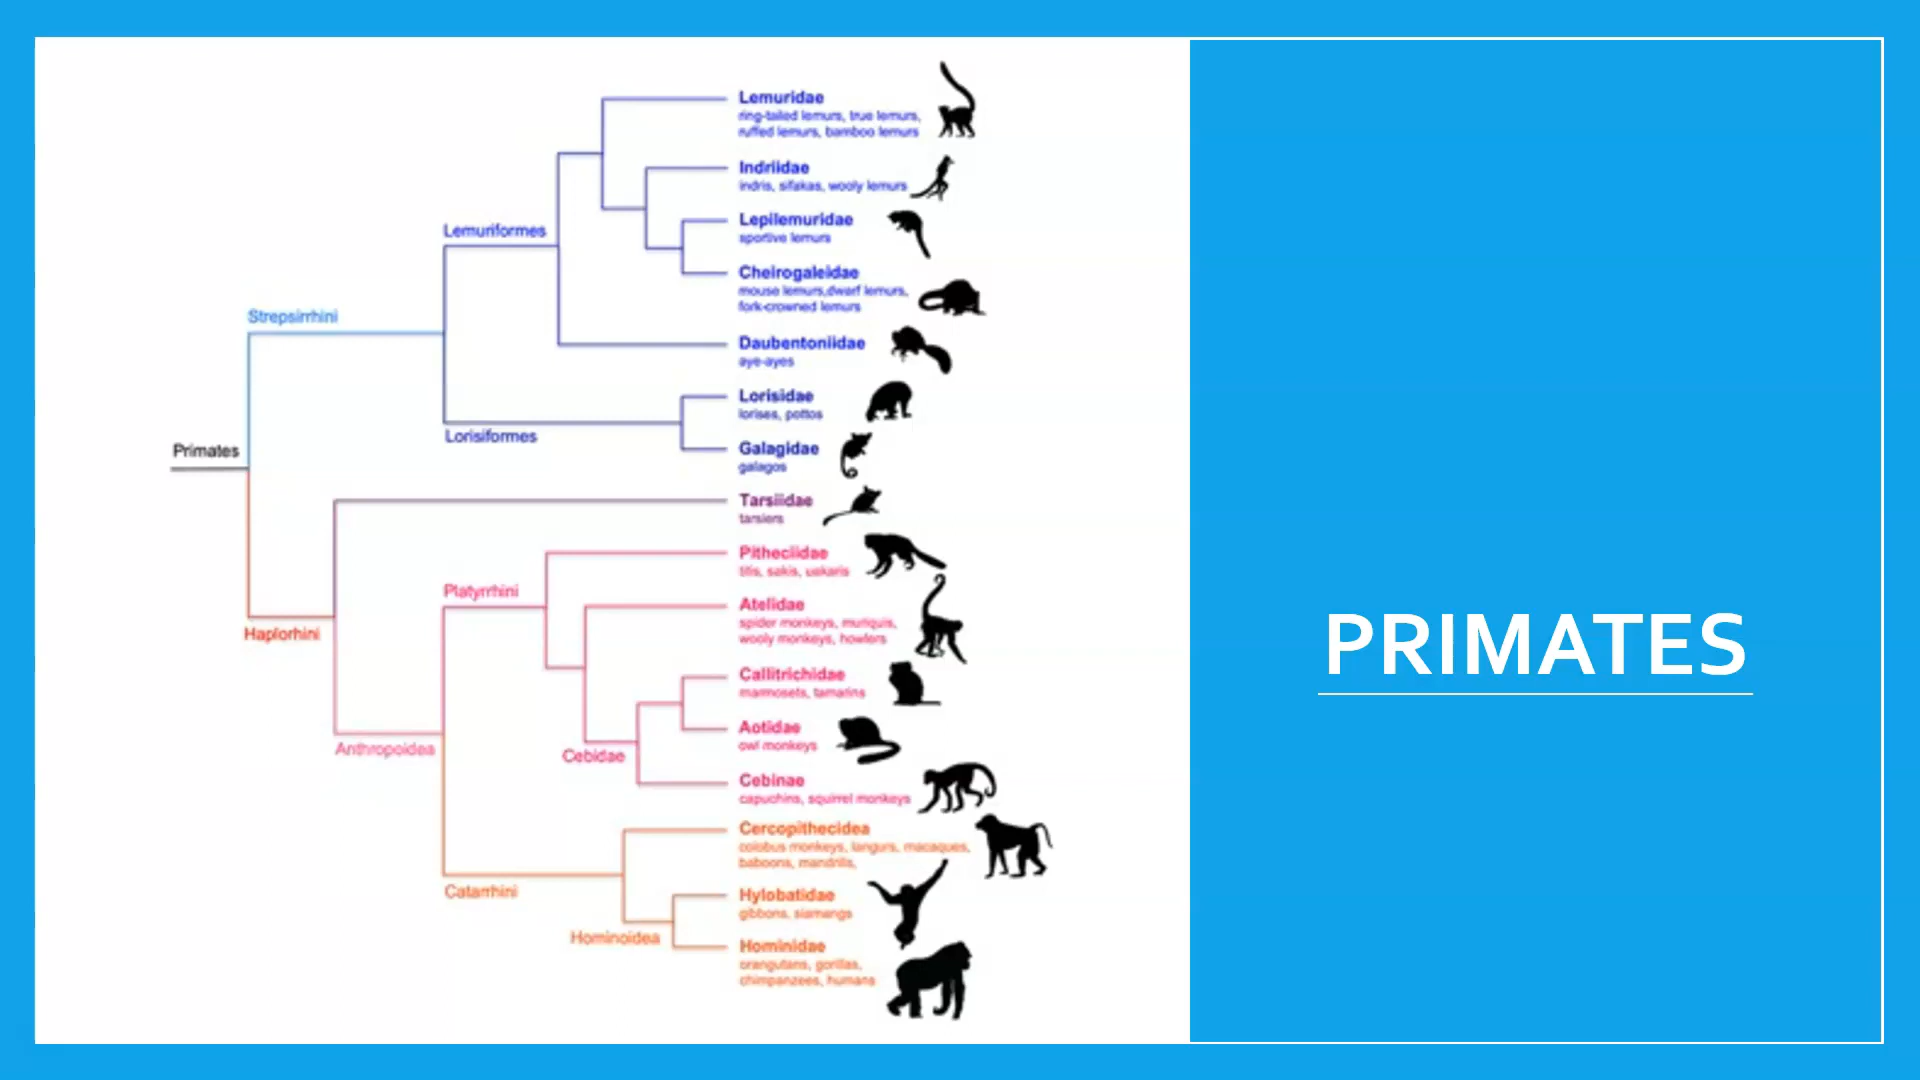 Lemuridae
ring-tailed lemurs, true lemurs,
ruffed lemurs, bamboo lemurs
Indriidae
indris, sifakas, wooly lemurs
Lemuriformes
Lepilemuridae
sportive lemurs
Cheirogaleidae
mouse lemurs,dwarf lemurs,
fork-crowned lemurs
Strepsirrhini
Daubentoniidae
aye-ayes
Lorisidae
lorises, pottos
Lorisiformes
Primates
Galagidae
galagos
Tarsiidae
tarsiers
Pitheciidae
titis, sakis, uakaris
Platyrrhini
Atelidae
spider monkeys, muriquis,
wooly monkeys, howlers
Haplorhini
Callitrichidae
marmosets, tamarins
Anthropoidea
Aotidae
owl monkeys
Cebidae
Cebinae
capuchins, squirrel monkeys
Cercopithecidea
colobus monkeys, langurs, macaques,
baboons, mandrills,
Catarrhini
Hylobatidae
gibbons, siamangs
Hominoidea
Hominidae
orangutans, gorillas,
chimpanzees, humans
PRIMATES